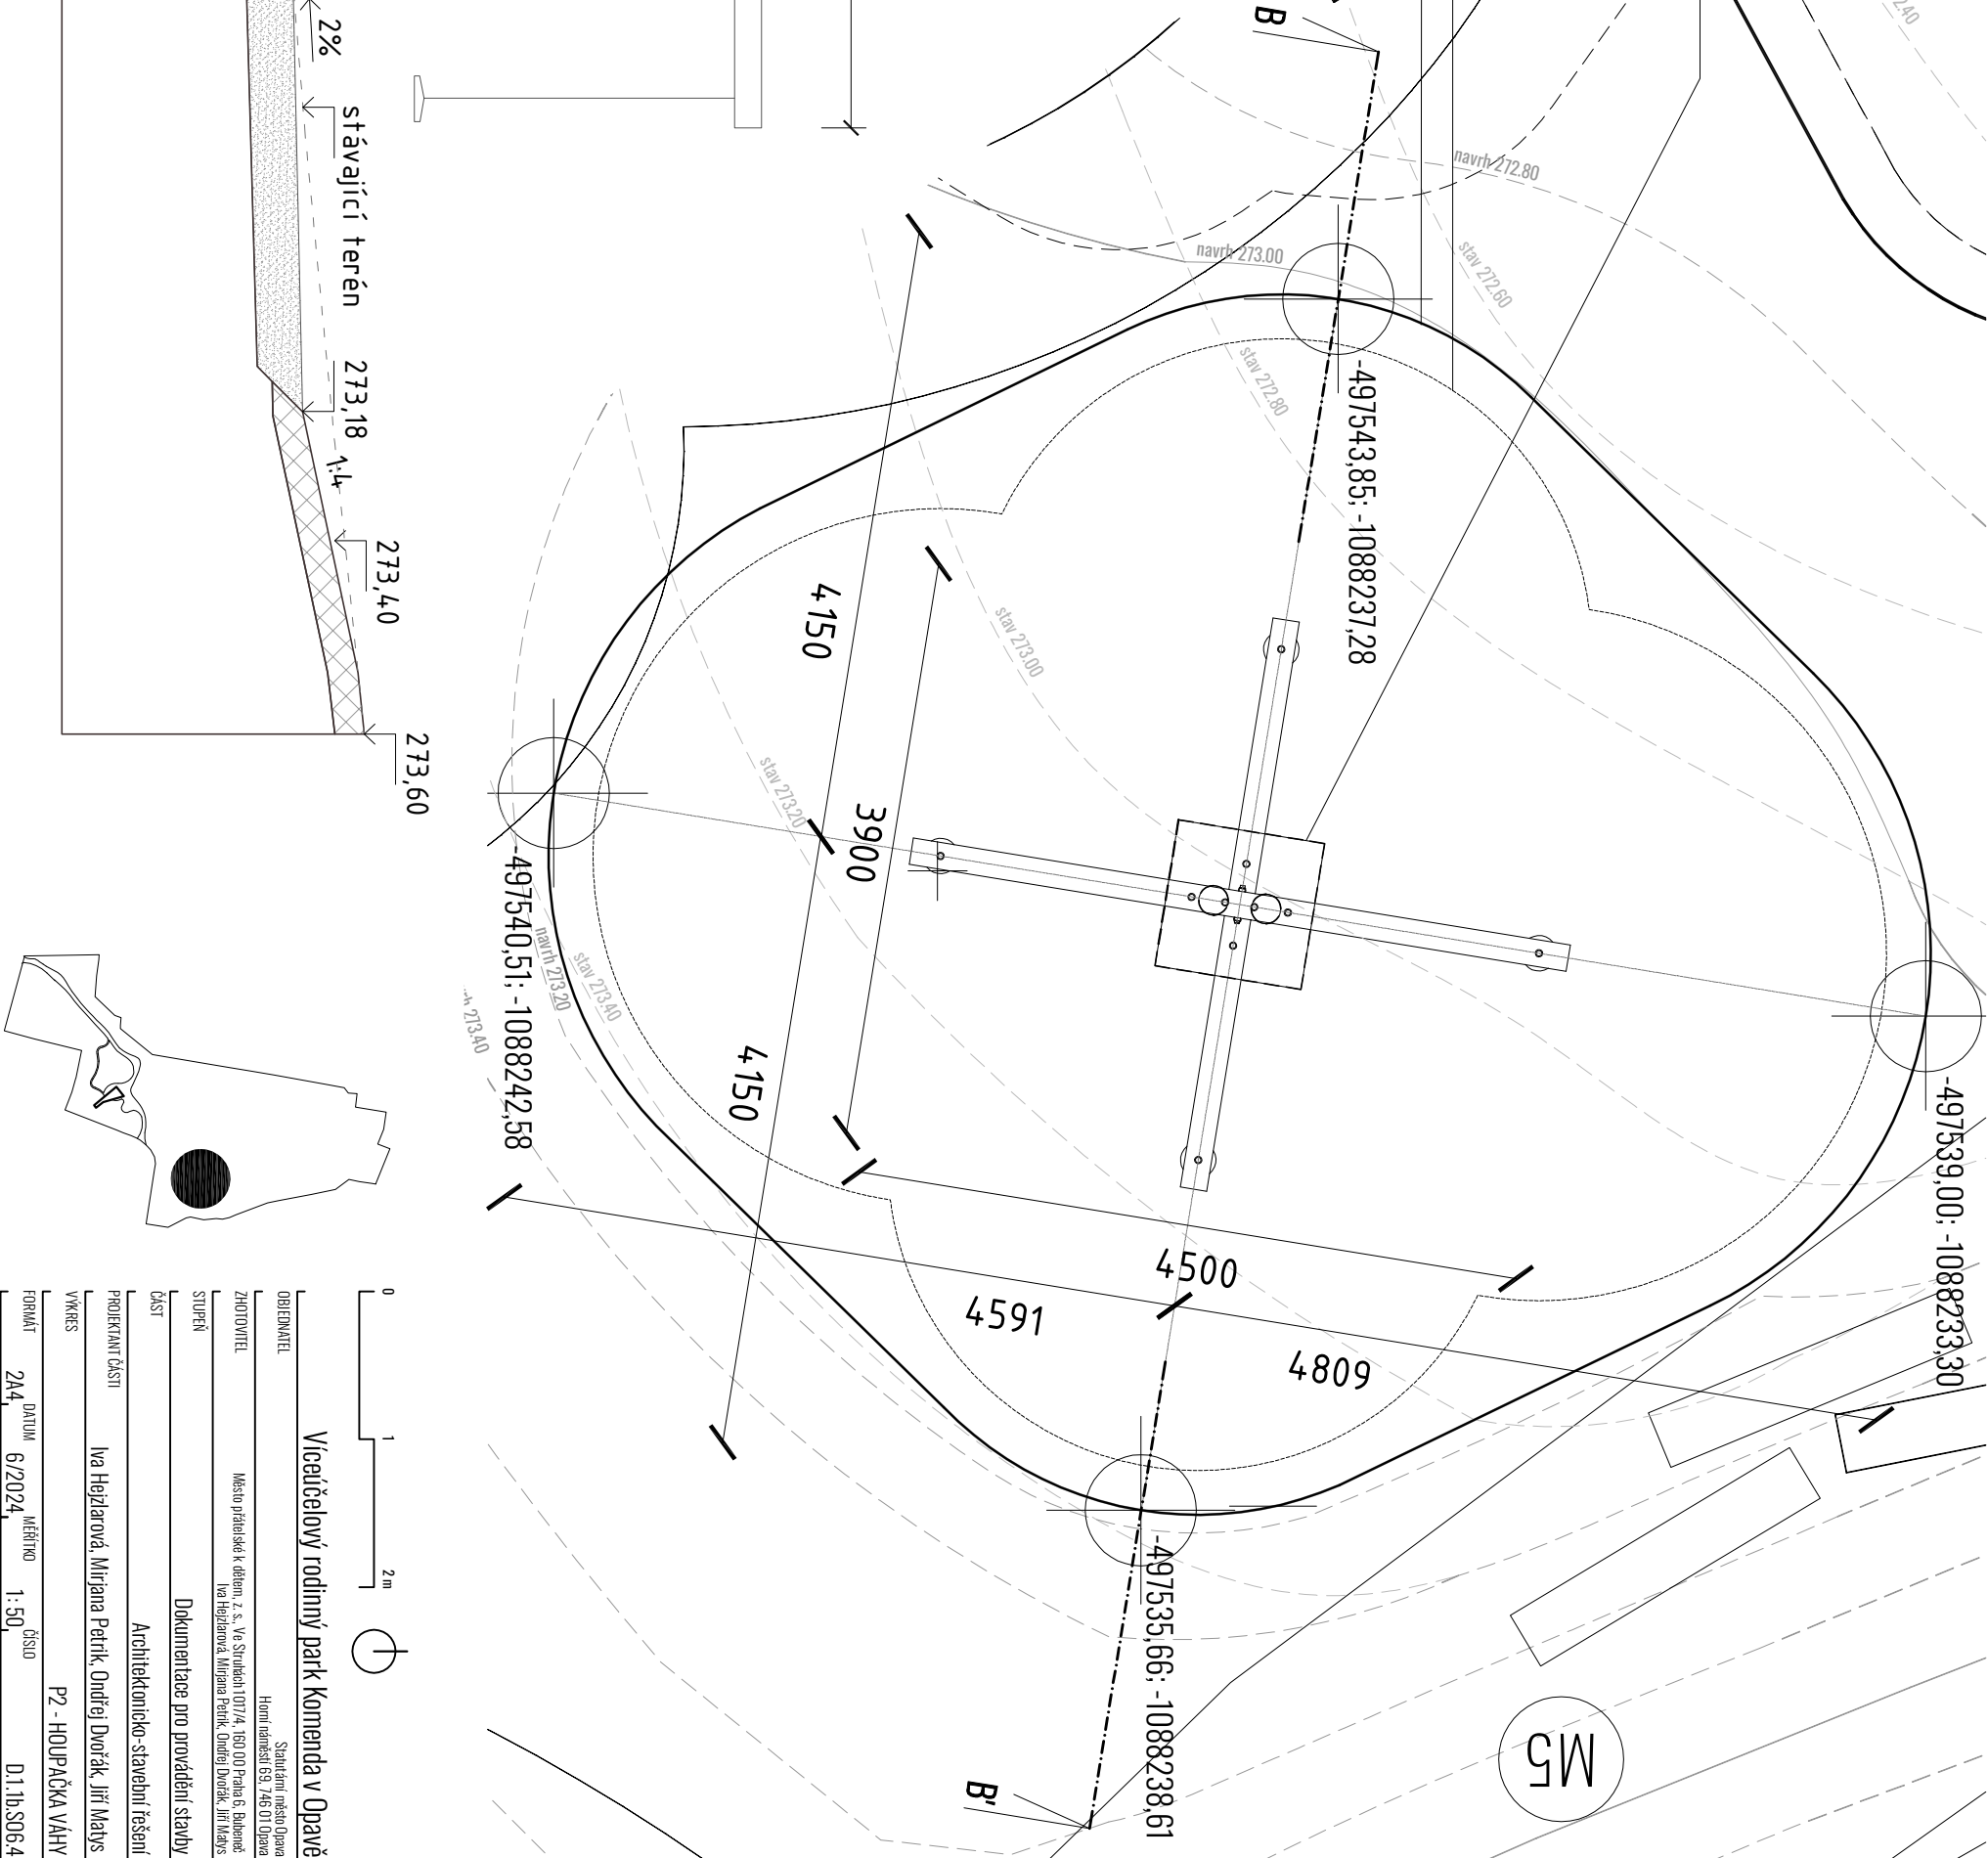 2%
stávající terén
273,18
1:4
273,40
273,60
B
navrh 272.80
navrh 273.00
stav 272.60
stav 272.80
-497543,85; -1088237,28
4150
3900
stav 273.00
stav 273.20
-497540,51; -1088242,58
navrh 273.20
stav 273.40
273.40
4150
4500
4591
4809
-497539,00; -1088233,30
-497535,66; -1088238,61
B'
M5
0 1 2 m
Víceúčelový rodinný park Komenda v Opavě
OBJEDNATEL Statutární město Opava
Horní náměstí 69, 746 01 Opava
ZHOTOVITEL Město přátelské k dětem, z. s., Ve Struhách 1017/4, 160 00 Praha 6, Bubeneč
Iva Hejzlarová, Mirjana Petrik, Ondřej Dvořák, Jiří Matys
STUPEŇ Dokumentace pro provádění stavby
ČÁST Architektonicko-stavební řešení
PROJEKTANT ČÁSTI Iva Hejzlarová, Mirjana Petrik, Ondřej Dvořák, Jiří Matys
VÝKRES P2 - HOUPAČKA VÁHY
FORMÁT 2A4 DATUM 6/2024 MĚŘÍTKO 1:50 ČÍSLO D.1.1b.SO6.4